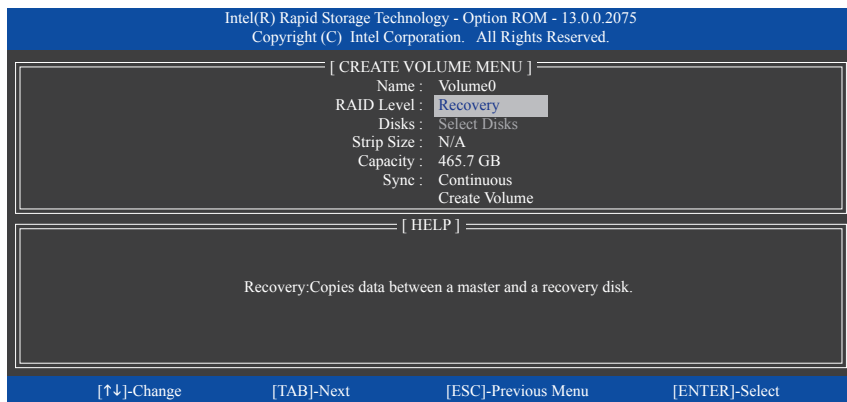 Intel(R) Rapid Storage Technology - Option ROM - 13.0.0.2075
Copyright (C) Intel Corporation. All Rights Reserved.
[ CREATE VOLUME MENU ]
Name : Volume0
RAID Level : Recovery
Disks : Select Disks
Strip Size : N/A
Capacity : 465.7 GB
Sync : Continuous
Create Volume
[ HELP ]
Recovery:Copies data between a master and a recovery disk.
[↑↓]-Change [TAB]-Next [ESC]-Previous Menu [ENTER]-Select